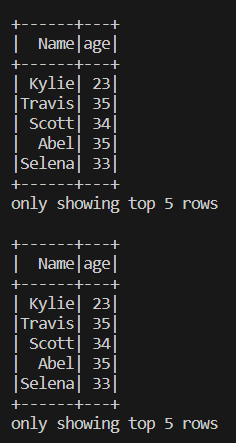 +------+---+
|  Name|age|
+------+---+
| Kylie| 23|
|Travis| 35|
| Scott| 34|
|  Abel| 35|
|Selena| 33|
+------+---+
only showing top 5 rows
+------+---+
|  Name|age|
+------+---+
| Kylie| 23|
|Travis| 35|
| Scott| 34|
|  Abel| 35|
|Selena| 33|
+------+---+
only showing top 5 rows